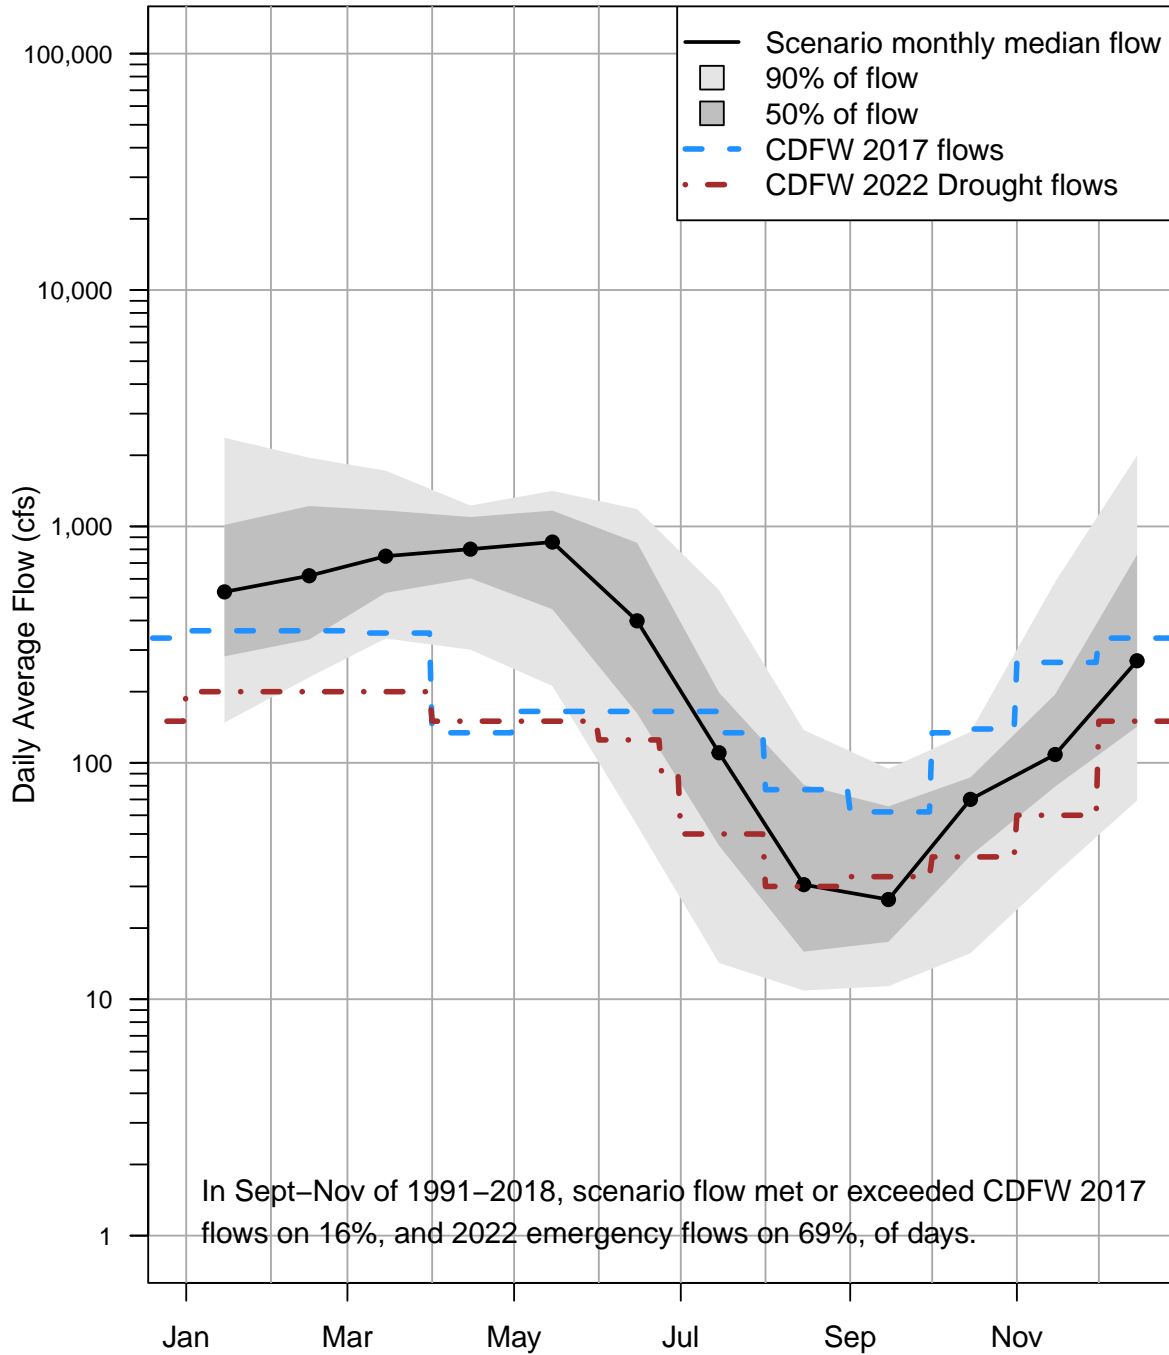 Scenario monthly median flow
90% of flow
50% of flow
CDFW 2017 flows
CDFW 2022 Drought flows
100,000
10,000
1,000
100
10
1
Daily Average Flow (cfs)
In Sept−Nov of 1991−2018, scenario flow met or exceeded CDFW 2017
flows on 16%, and 2022 emergency flows on 69%, of days.
Jan Mar May Jul Sep Nov